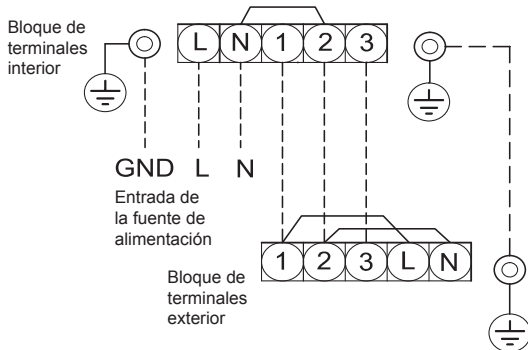 Bloque de
terminales
interior
L N 1 2 3
GND L N
Entrada de
la fuente de
alimentación
1 2 3 L N
Bloque de
terminales
exterior